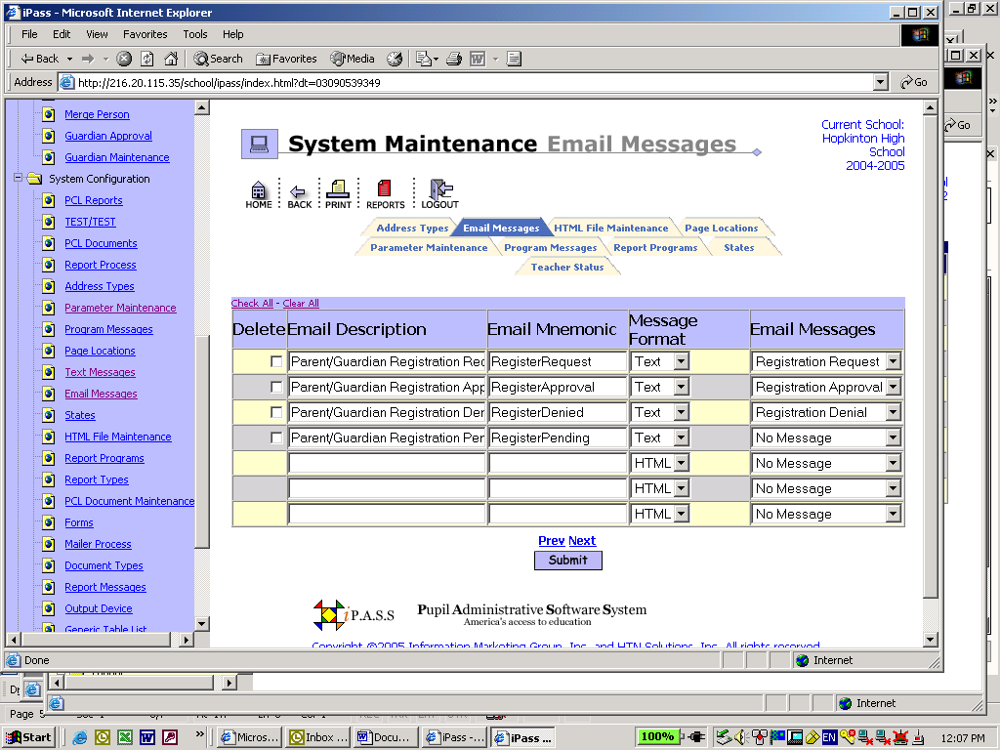 iPass - Microsoft Internet Explorer
File Edit View Favorites Tools Help
Back Search Favorites Media
Address http://216.20.115.35/school/ipass/index.html?dt=03090539349 Go
Go
Merge Person
Guardian Approval
Guardian Maintenance
System Configuration
PCL Reports
TEST/TEST
PCL Documents
Report Process
Address Types
Parameter Maintenance
Program Messages
Page Locations
Text Messages
Email Messages
States
HTML File Maintenance
Report Programs
Report Types
PCL Document Maintenance
Forms
Mailer Process
Document Types
Report Messages
Output Device
Generic Table List
System Maintenance Email Messages
Current School:
Hopkinton High
School
2004-2005
HOME BACK PRINT REPORTS LOGOUT
Address Types Email Messages HTML File Maintenance Page Locations
Parameter Maintenance Program Messages Report Programs States
Teacher Status
Check All - Clear All
Delete Email Description Email Mnemonic Message Format Email Messages
Parent/Guardian Registration Rec RegisterRequest Text Registration Request
Parent/Guardian Registration App RegisterApproval Text Registration Approval
Parent/Guardian Registration Der RegisterDenied Text Registration Denial
Parent/Guardian Registration Per RegisterPending Text No Message
HTML No Message
HTML No Message
HTML No Message
Prev Next
Submit
iP.A.S.S Pupil Administrative Software System
America's access to education
Copyright ©2005 Information Marketing Group, Inc. and HTN Solutions, Inc. All rights reserved
Done Internet
Internet
Page 5
Start Micros... Inbox ... Docu... iPass -... iPass ... 100% EN 12:07 PM